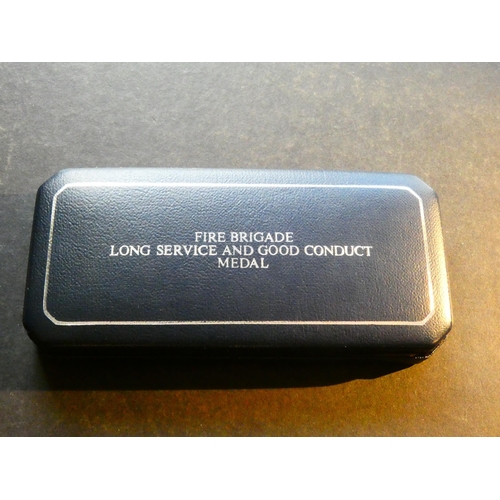 FIRE BRIGADE
LONG SERVICE AND GOOD CONDUCT
MEDAL